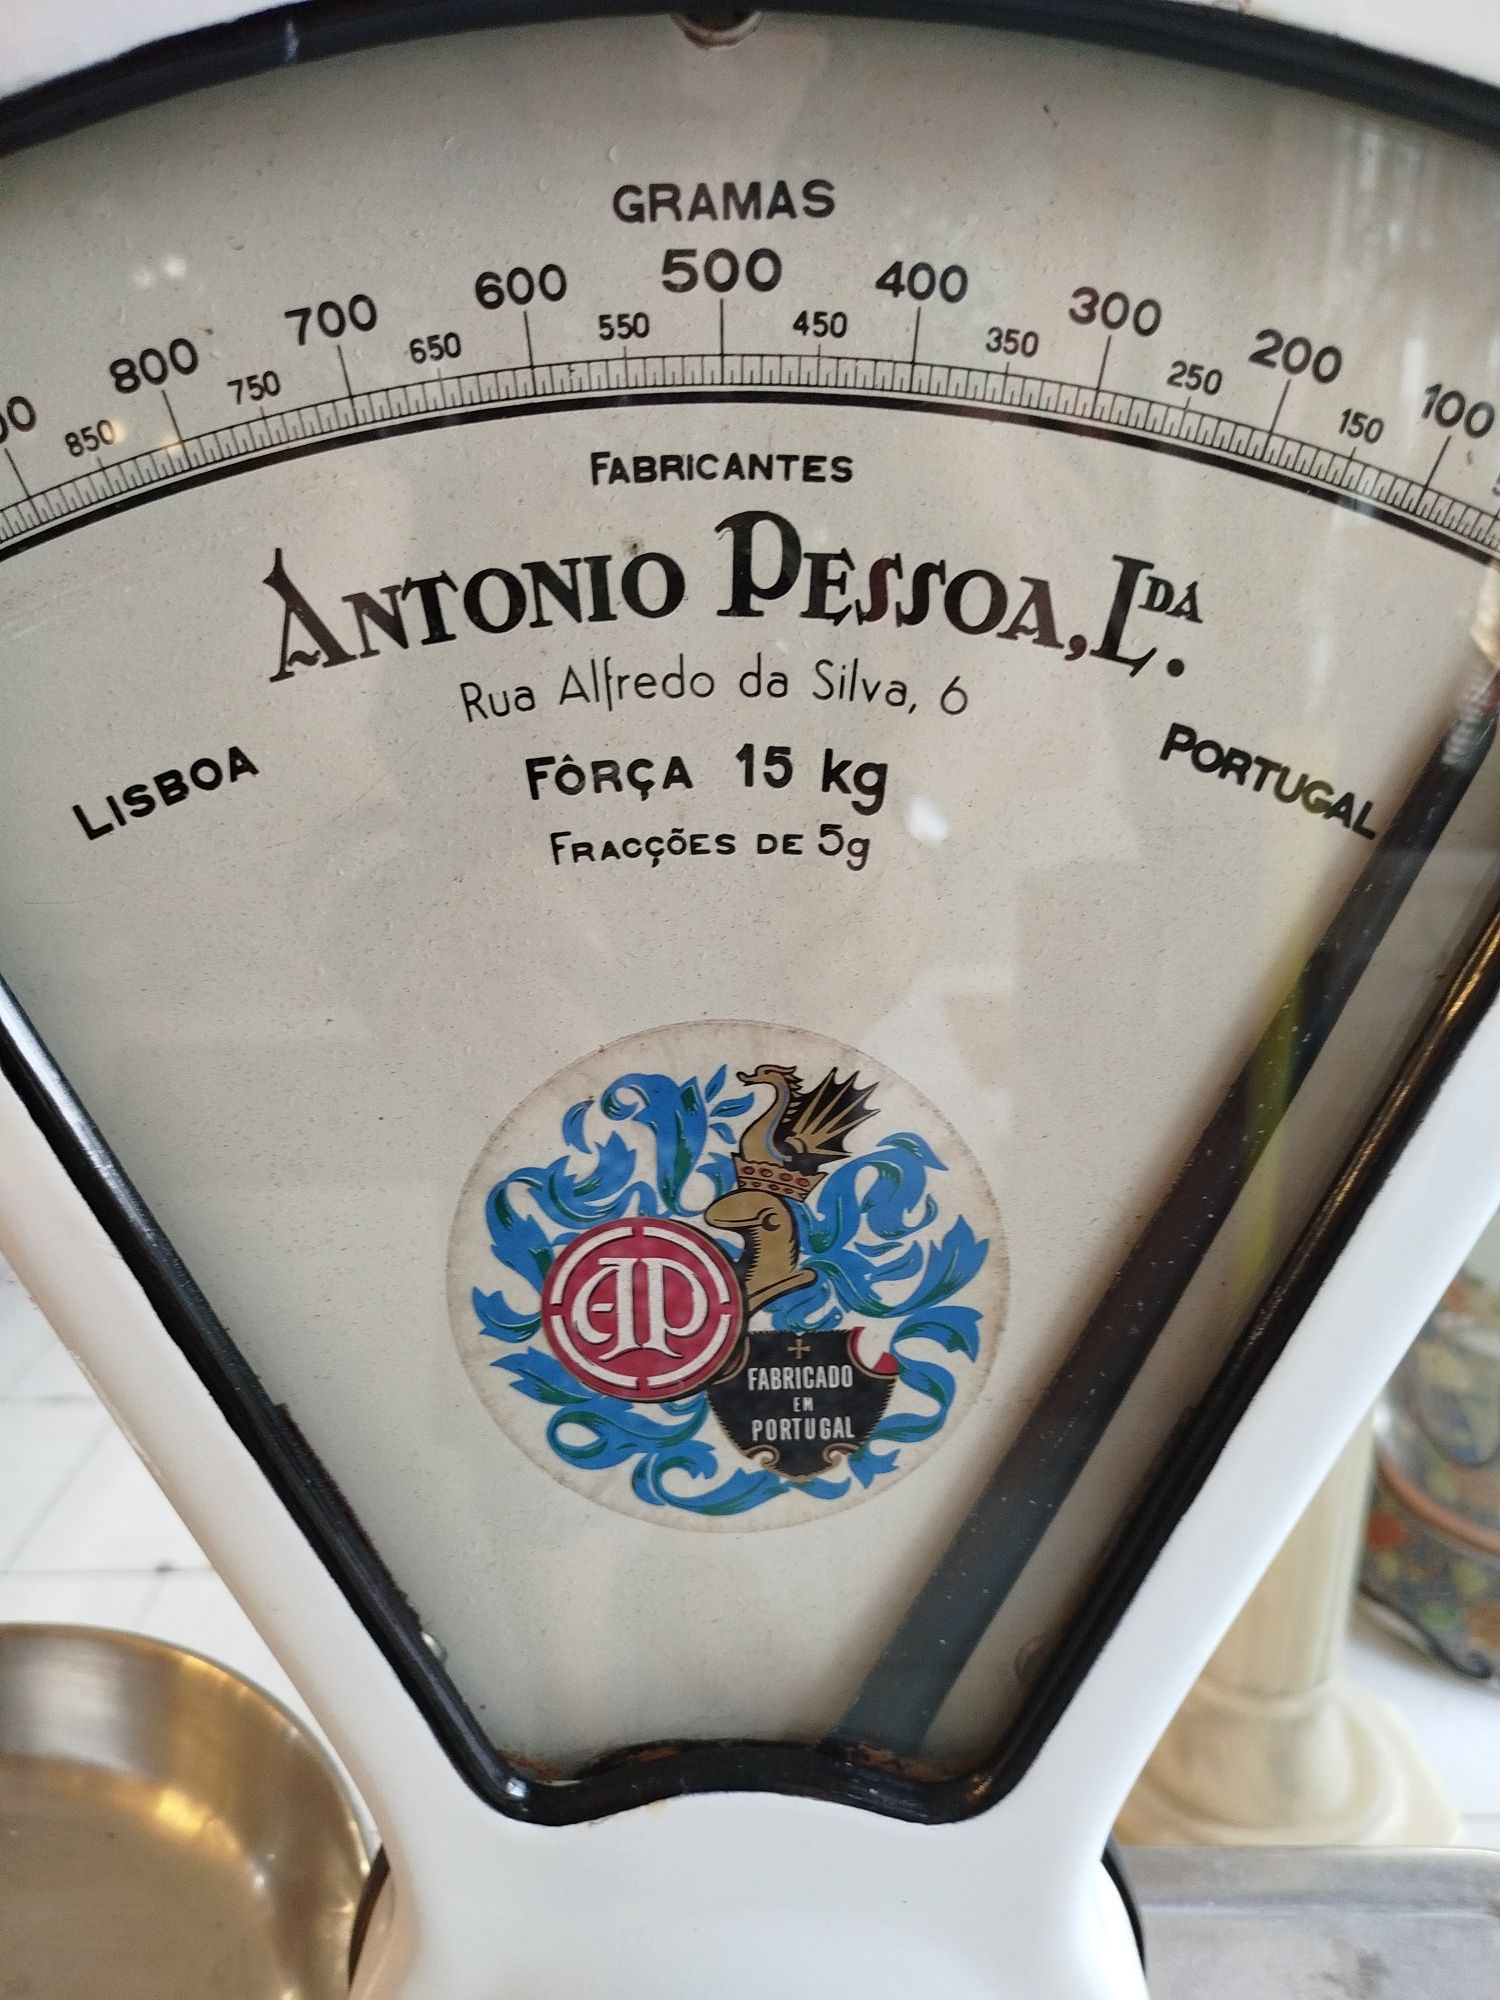 GRAMAS
800 700 600 500 400 300 200 100
850 750 650 550 450 350 250 150
FABRICANTES
ANTONIO PESSOA, LDA.
Rua Alfredo da Silva, 6
LISBOA
PORTUGAL
FÔRÇA 15 kg
FRACÇÕES DE 5g
AP
FABRICADO
EM
PORTUGAL